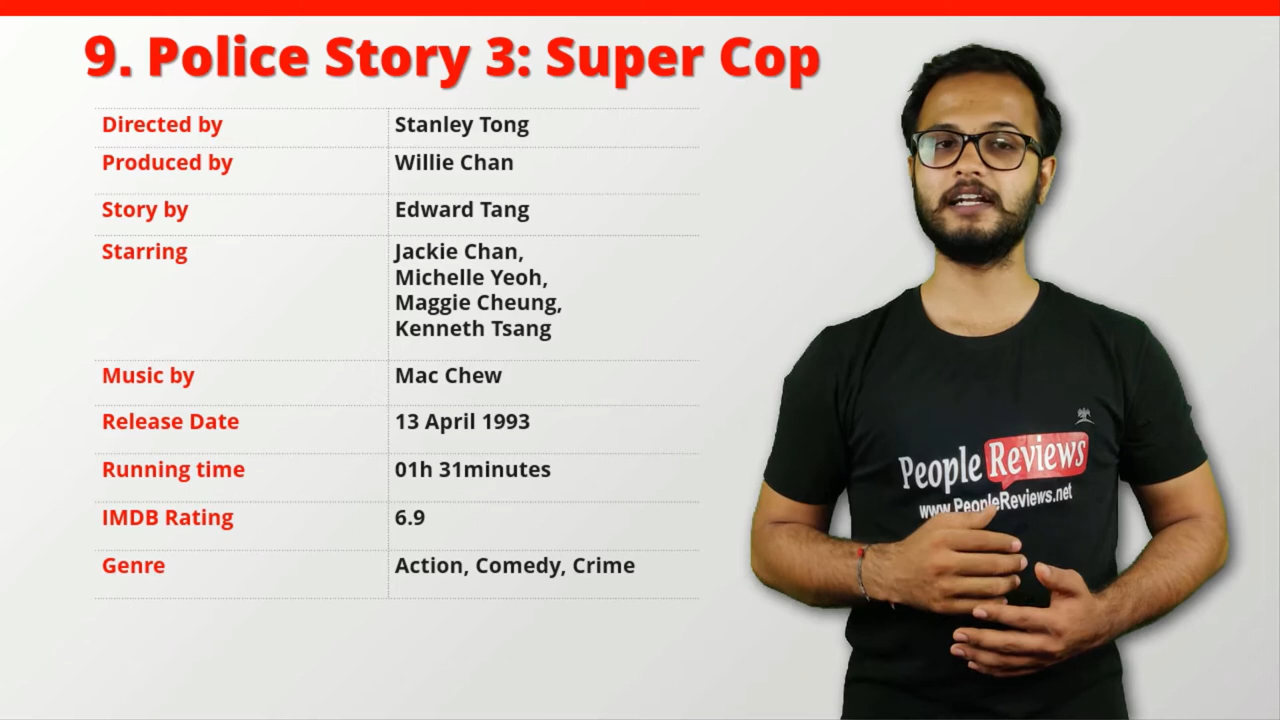 9. Police Story 3: Super Cop
Directed by Stanley Tong
Produced by Willie Chan
Story by Edward Tang
Starring Jackie Chan,
Michelle Yeoh,
Maggie Cheung,
Kenneth Tsang
Music by Mac Chew
Release Date 13 April 1993
Running time 01h 31minutes
IMDB Rating 6.9
Genre Action, Comedy, Crime
People Reviews
www.PeopleReviews.net